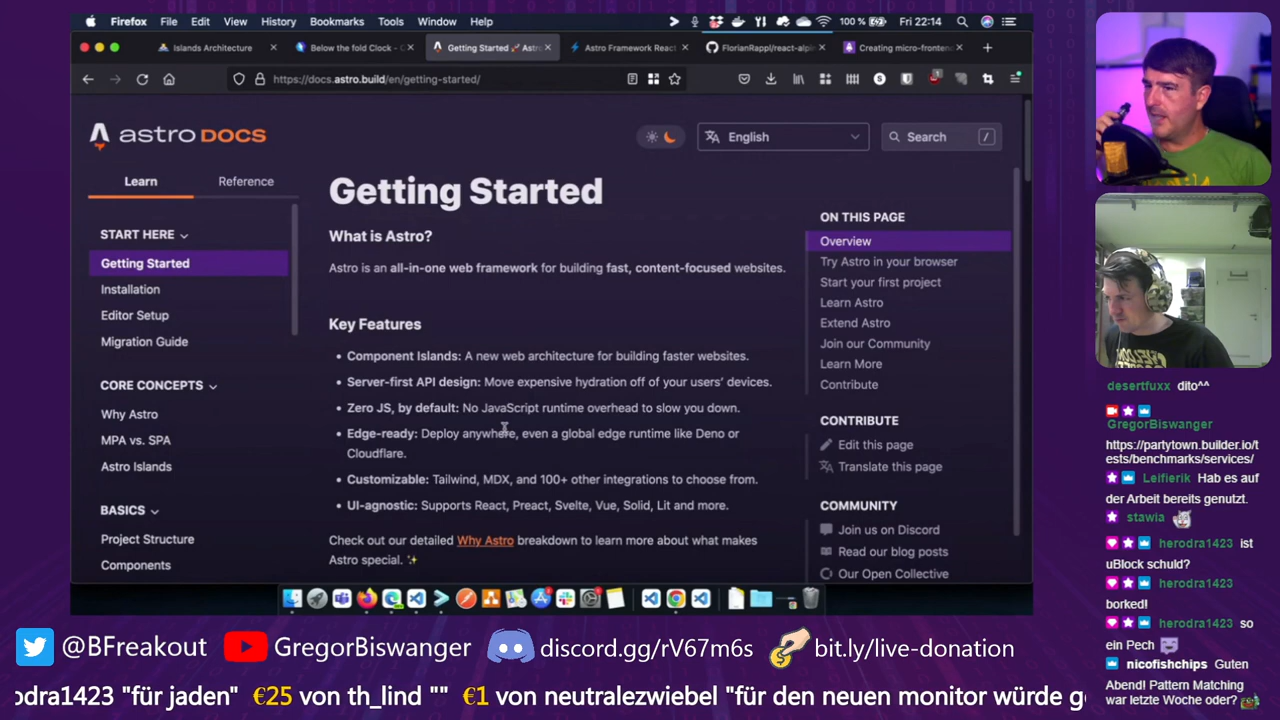 Firefox File Edit View History Bookmarks Tools Window Help
100 % Fri 22:14
Islands Architecture
Below the fold Clock -
Getting Started 🚀 Astro
Astro Framework React
FlorianRappl/react-alpin
Creating micro-frontend
https://docs.astro.build/en/getting-started/
astro DOCS
English
Search /
Learn Reference
START HERE
Getting Started
Installation
Editor Setup
Migration Guide
CORE CONCEPTS
Why Astro
MPA vs. SPA
Astro Islands
BASICS
Project Structure
Components
Getting Started
What is Astro?
Astro is an all-in-one web framework for building fast, content-focused websites.
Key Features
• Component Islands: A new web architecture for building faster websites.
• Server-first API design: Move expensive hydration off of your users' devices.
• Zero JS, by default: No JavaScript runtime overhead to slow you down.
• Edge-ready: Deploy anywhere, even a global edge runtime like Deno or
Cloudflare.
• Customizable: Tailwind, MDX, and 100+ other integrations to choose from.
• UI-agnostic: Supports React, Preact, Svelte, Vue, Solid, Lit and more.
Check out our detailed Why Astro breakdown to learn more about what makes
Astro special. ✨
ON THIS PAGE
Overview
Try Astro in your browser
Start your first project
Learn Astro
Extend Astro
Join our Community
Learn More
Contribute
CONTRIBUTE
Edit this page
Translate this page
COMMUNITY
Join us on Discord
Read our blog posts
Our Open Collective
desertfuxx dito^^
GregorBiswanger
https://partytown.builder.io/t
ests/benchmarks/services/
Leifierik Hab es auf
der Arbeit bereits genutzt.
stawia
herodra1423 ist
uBlock schuld?
herodra1423
borked!
herodra1423 so
ein Pech
nicofishchips Guten
Abend! Pattern Matching
war letzte Woche oder?
@BFreakout GregorBiswanger discord.gg/rV67m6s bit.ly/live-donation
odra1423 "für jaden" €25 von th_lind "" €1 von neutralezwiebel "für den neuen monitor würde ge